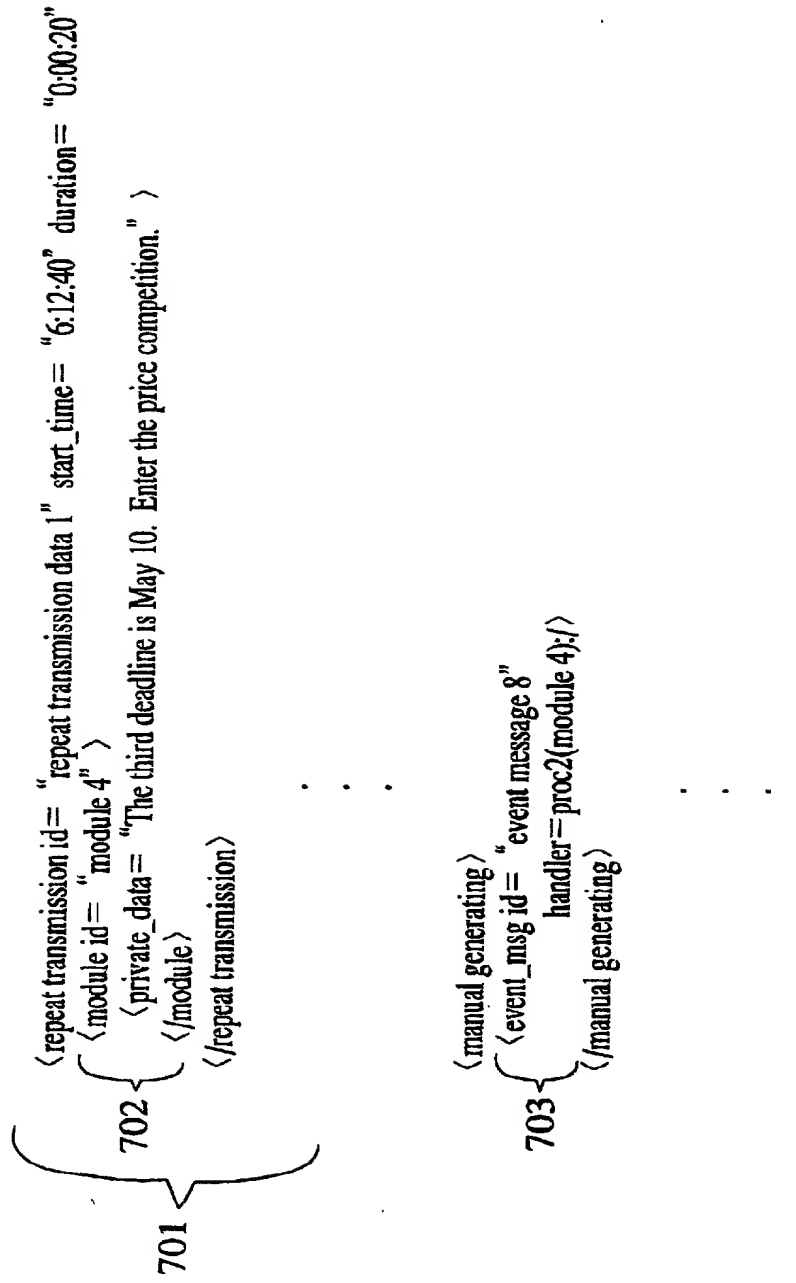 〈repeat transmission id= “repeat transmission data 1” start_time= “6:12:40” duration= “0:00:20”
〈module id= “module 4” 〉
〈private_data= “The third deadline is May 10. Enter the price competition.” 〉
〈/module〉
〈/repeat transmission〉
702
701
〈manual generating〉
〈event_msg id= “event message 8”
handler=proc2(module 4):/〉
〈/manual generating〉
703